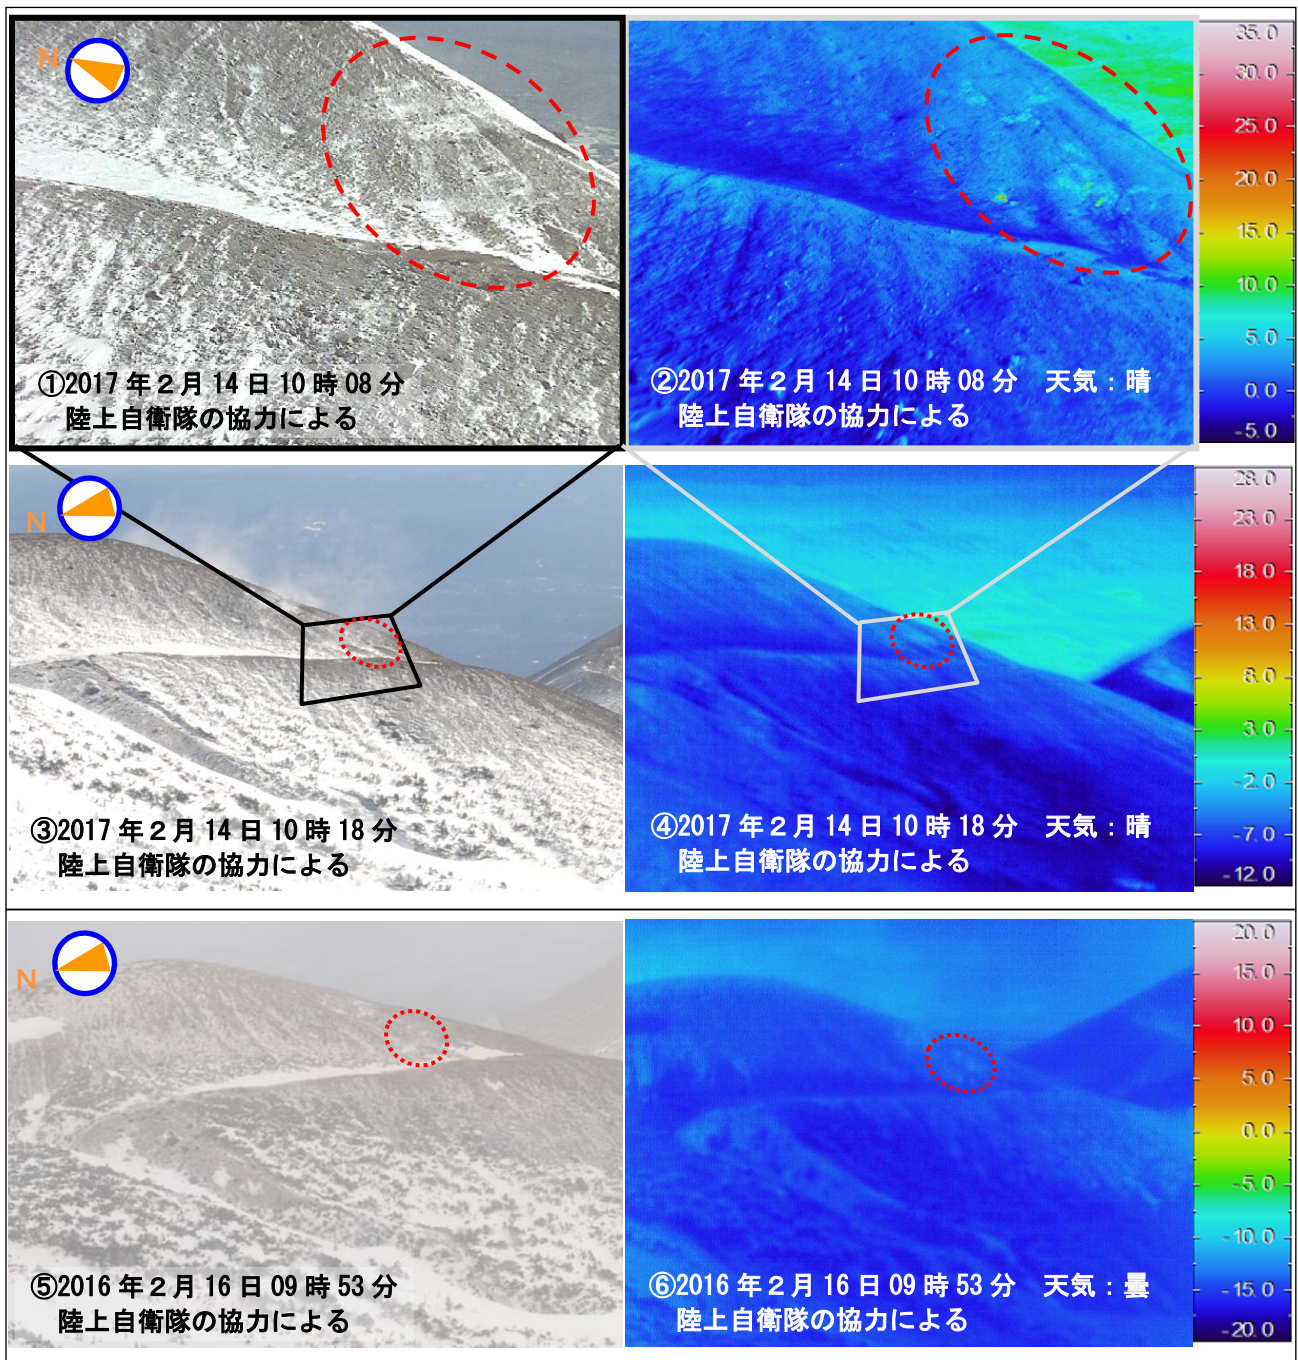 N
①2017年2月14日10時08分
陸上自衛隊の協力による
②2017年2月14日10時08分 天気：晴
陸上自衛隊の協力による
35.0
30.0
25.0
20.0
15.0
10.0
5.0
0.0
-5.0
N
③2017年2月14日10時18分
陸上自衛隊の協力による
④2017年2月14日10時18分 天気：晴
陸上自衛隊の協力による
28.0
23.0
18.0
13.0
8.0
3.0
-2.0
-7.0
-12.0
N
⑤2016年2月16日09時53分
陸上自衛隊の協力による
⑥2016年2月16日09時53分 天気：曇
陸上自衛隊の協力による
20.0
15.0
10.0
5.0
0.0
-5.0
-10.0
-15.0
-20.0